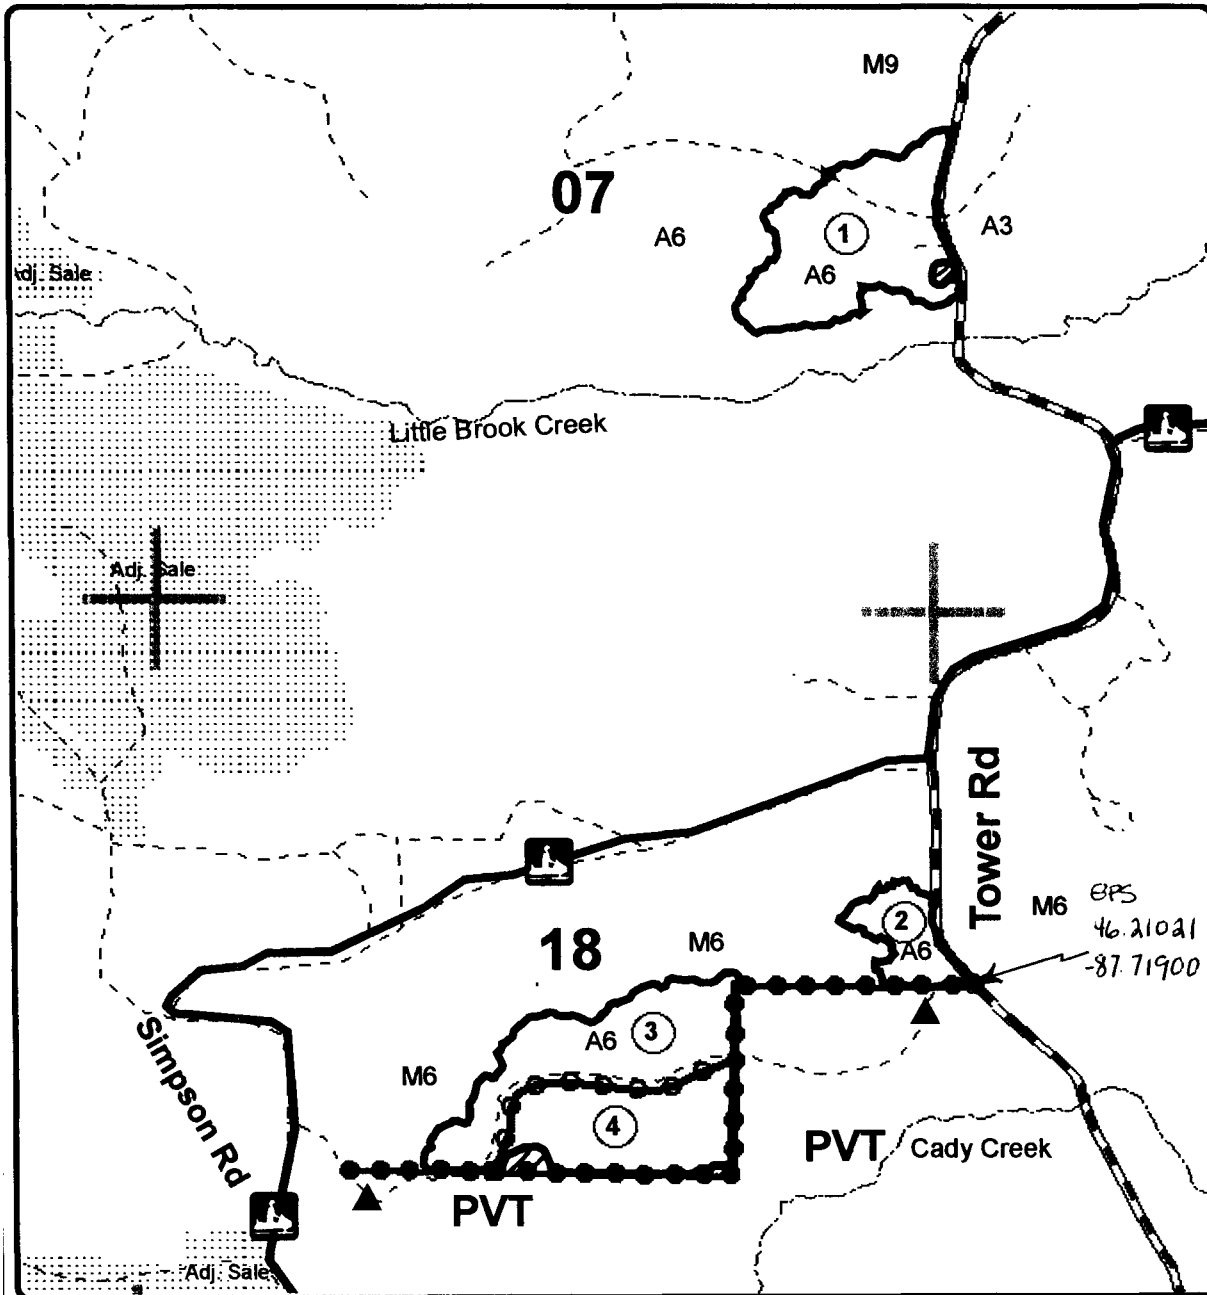 M9
07
A6
1
A3
A6
Adj. Sale
Little Brook Creek
Adj. Sale
Tower Rd
M6
46.21021
-87.71900
2
A6
18
M6
3
A6
M6
4
Simpson Rd
PVT
Cady Creek
PVT
Adj. Sale